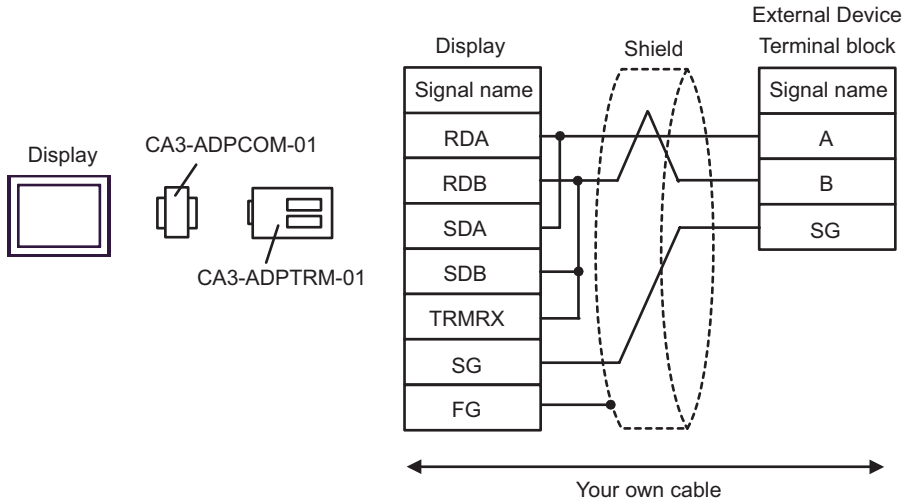 Display
CA3-ADPCOM-01
CA3-ADPTRM-01
Display
Signal name
RDA
RDB
SDA
SDB
TRMRX
SG
FG
Shield
External Device
Terminal block
Signal name
A
B
SG
Your own cable